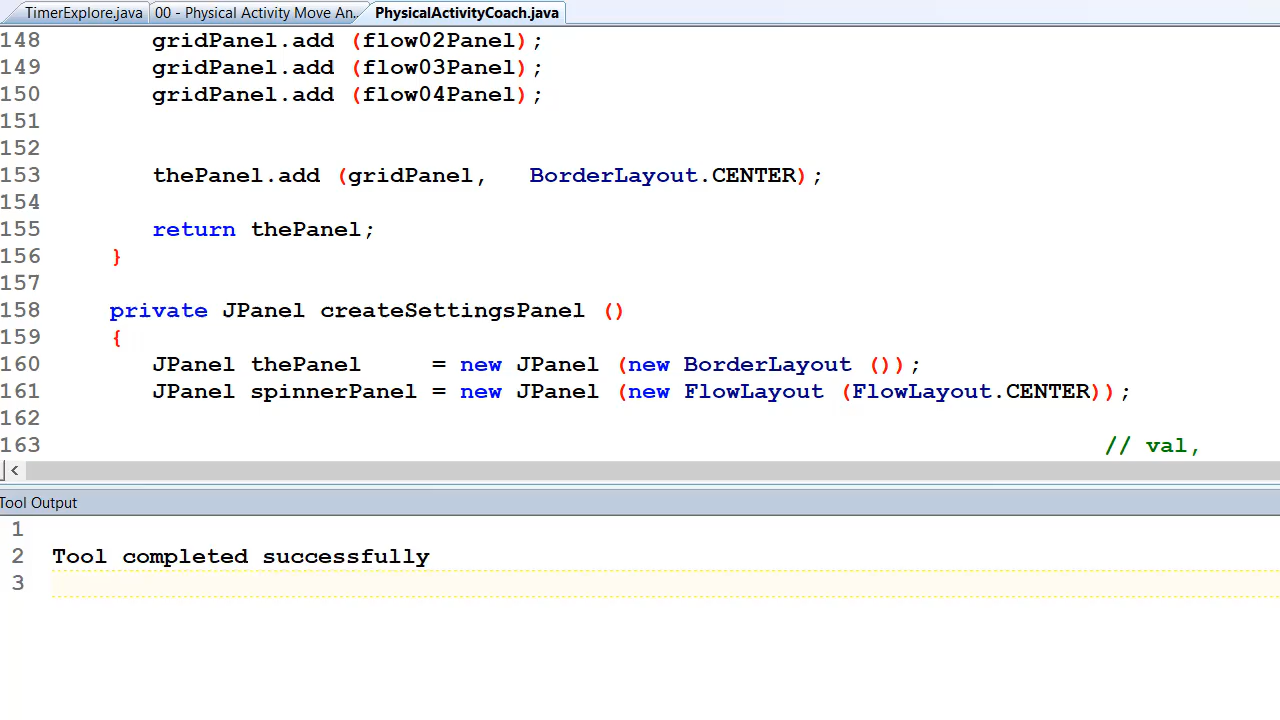 TimerExplore.java 00 - Physical Activity Move An... PhysicalActivityCoach.java
148 gridPanel.add (flow02Panel);
149 gridPanel.add (flow03Panel);
150 gridPanel.add (flow04Panel);
151
152
153 thePanel.add (gridPanel, BorderLayout.CENTER);
154
155 return thePanel;
156 }
157
158 private JPanel createSettingsPanel ()
159 {
160 JPanel thePanel = new JPanel (new BorderLayout ());
161 JPanel spinnerPanel = new JPanel (new FlowLayout (FlowLayout.CENTER));
162
163 // val,
Tool Output
1
2 Tool completed successfully
3